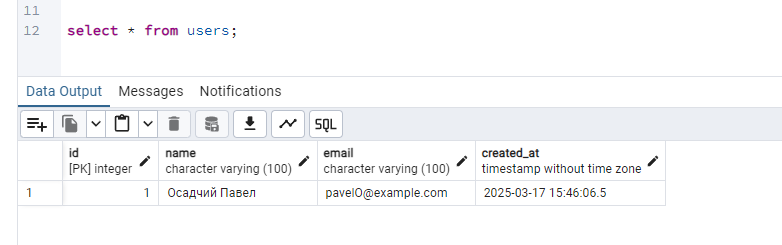 11
12 select * from users;
Data Output Messages Notifications
SQL
id name email created_at
[PK] integer character varying (100) character varying (100) timestamp without time zone
1 1 Осадчий Павел pavelO@example.com 2025-03-17 15:46:06.5